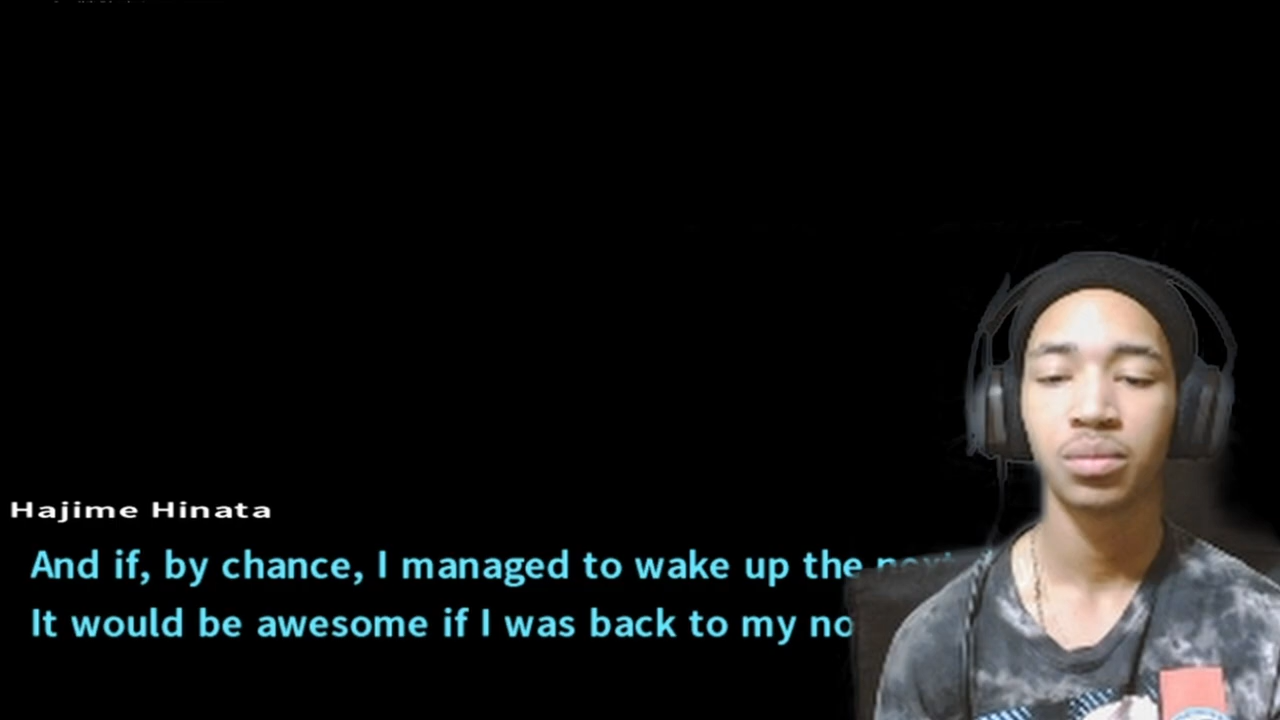 Hajime Hinata
And if, by chance, I managed to wake up the
It would be awesome if I was back to my